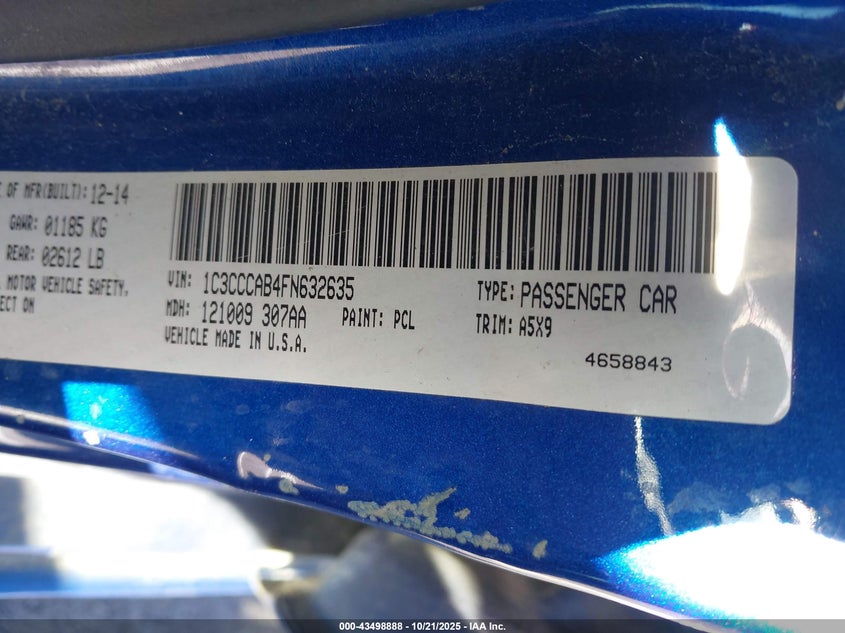 E OF MFR(BUILT): 12-14
GAWR: 01185 KG
REAR: 02612 LB
MOTOR VEHICLE SAFETY,
ECT ON
VIN: 1C3CCCAB4FN632635
TYPE: PASSENGER CAR
MDH: 121009 307AA PAINT: PCL
TRIM: A5X9
VEHICLE MADE IN U.S.A.
4658843
000-43498888 - 10/21/2025 - IAA Inc.